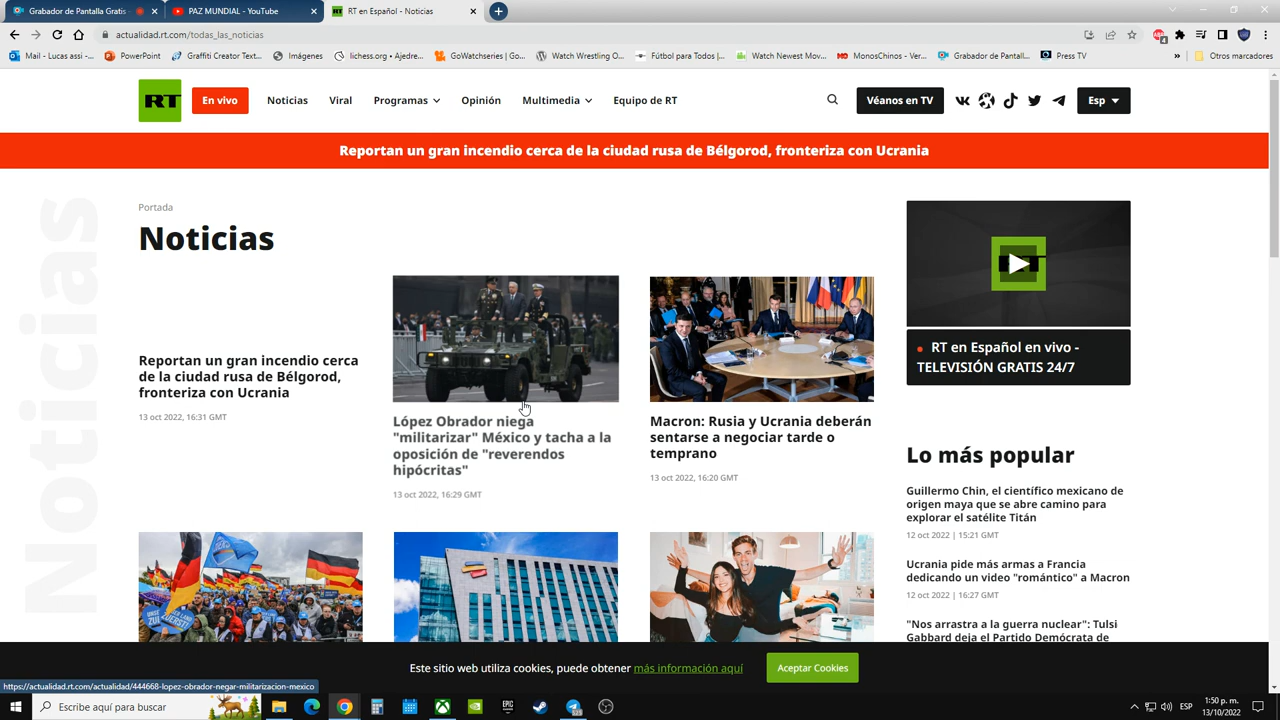 Grabador de Pantalla Gratis -
PAZ MUNDIAL - YouTube
RT en Español - Noticias
actualidad.rt.com/todas_las_noticias
Mail - Lucas assi -...
PowerPoint
Graffiti Creator Text...
Imágenes
lichess.org • Ajedre...
GoWatchseries | Go...
Watch Wrestling O...
Fútbol para Todos |...
Watch Newest Mov...
MonosChinos - Ver...
Grabador de Pantall...
Press TV
»
Otros marcadores
RT
En vivo
Noticias
Viral
Programas
Opinión
Multimedia
Equipo de RT
Véanos en TV
Esp
Reportan un gran incendio cerca de la ciudad rusa de Bélgorod, fronteriza con Ucrania
Noticias
Portada
Noticias
Reportan un gran incendio cerca
de la ciudad rusa de Bélgorod,
fronteriza con Ucrania
13 oct 2022, 16:31 GMT
López Obrador niega
"militarizar" México y tacha a la
oposición de "reverendos
hipócritas"
13 oct 2022, 16:29 GMT
Macron: Rusia y Ucrania deberán
sentarse a negociar tarde o
temprano
13 oct 2022, 16:20 GMT
RT
RT en Español en vivo -
TELEVISIÓN GRATIS 24/7
Lo más popular
Guillermo Chin, el científico mexicano de
origen maya que se abre camino para
explorar el satélite Titán
12 oct 2022 | 15:21 GMT
Ucrania pide más armas a Francia
dedicando un video "romántico" a Macron
12 oct 2022 | 16:27 GMT
"Nos arrastra a la guerra nuclear": Tulsi
Gabbard deja el Partido Demócrata de
Este sitio web utiliza cookies, puede obtener más información aquí
Aceptar Cookies
https://actualidad.rt.com/actualidad/444668-lopez-obrador-negar-militarizacion-mexico
Escribe aquí para buscar
EPIC
ESP
1:50 p. m.
13/10/2022